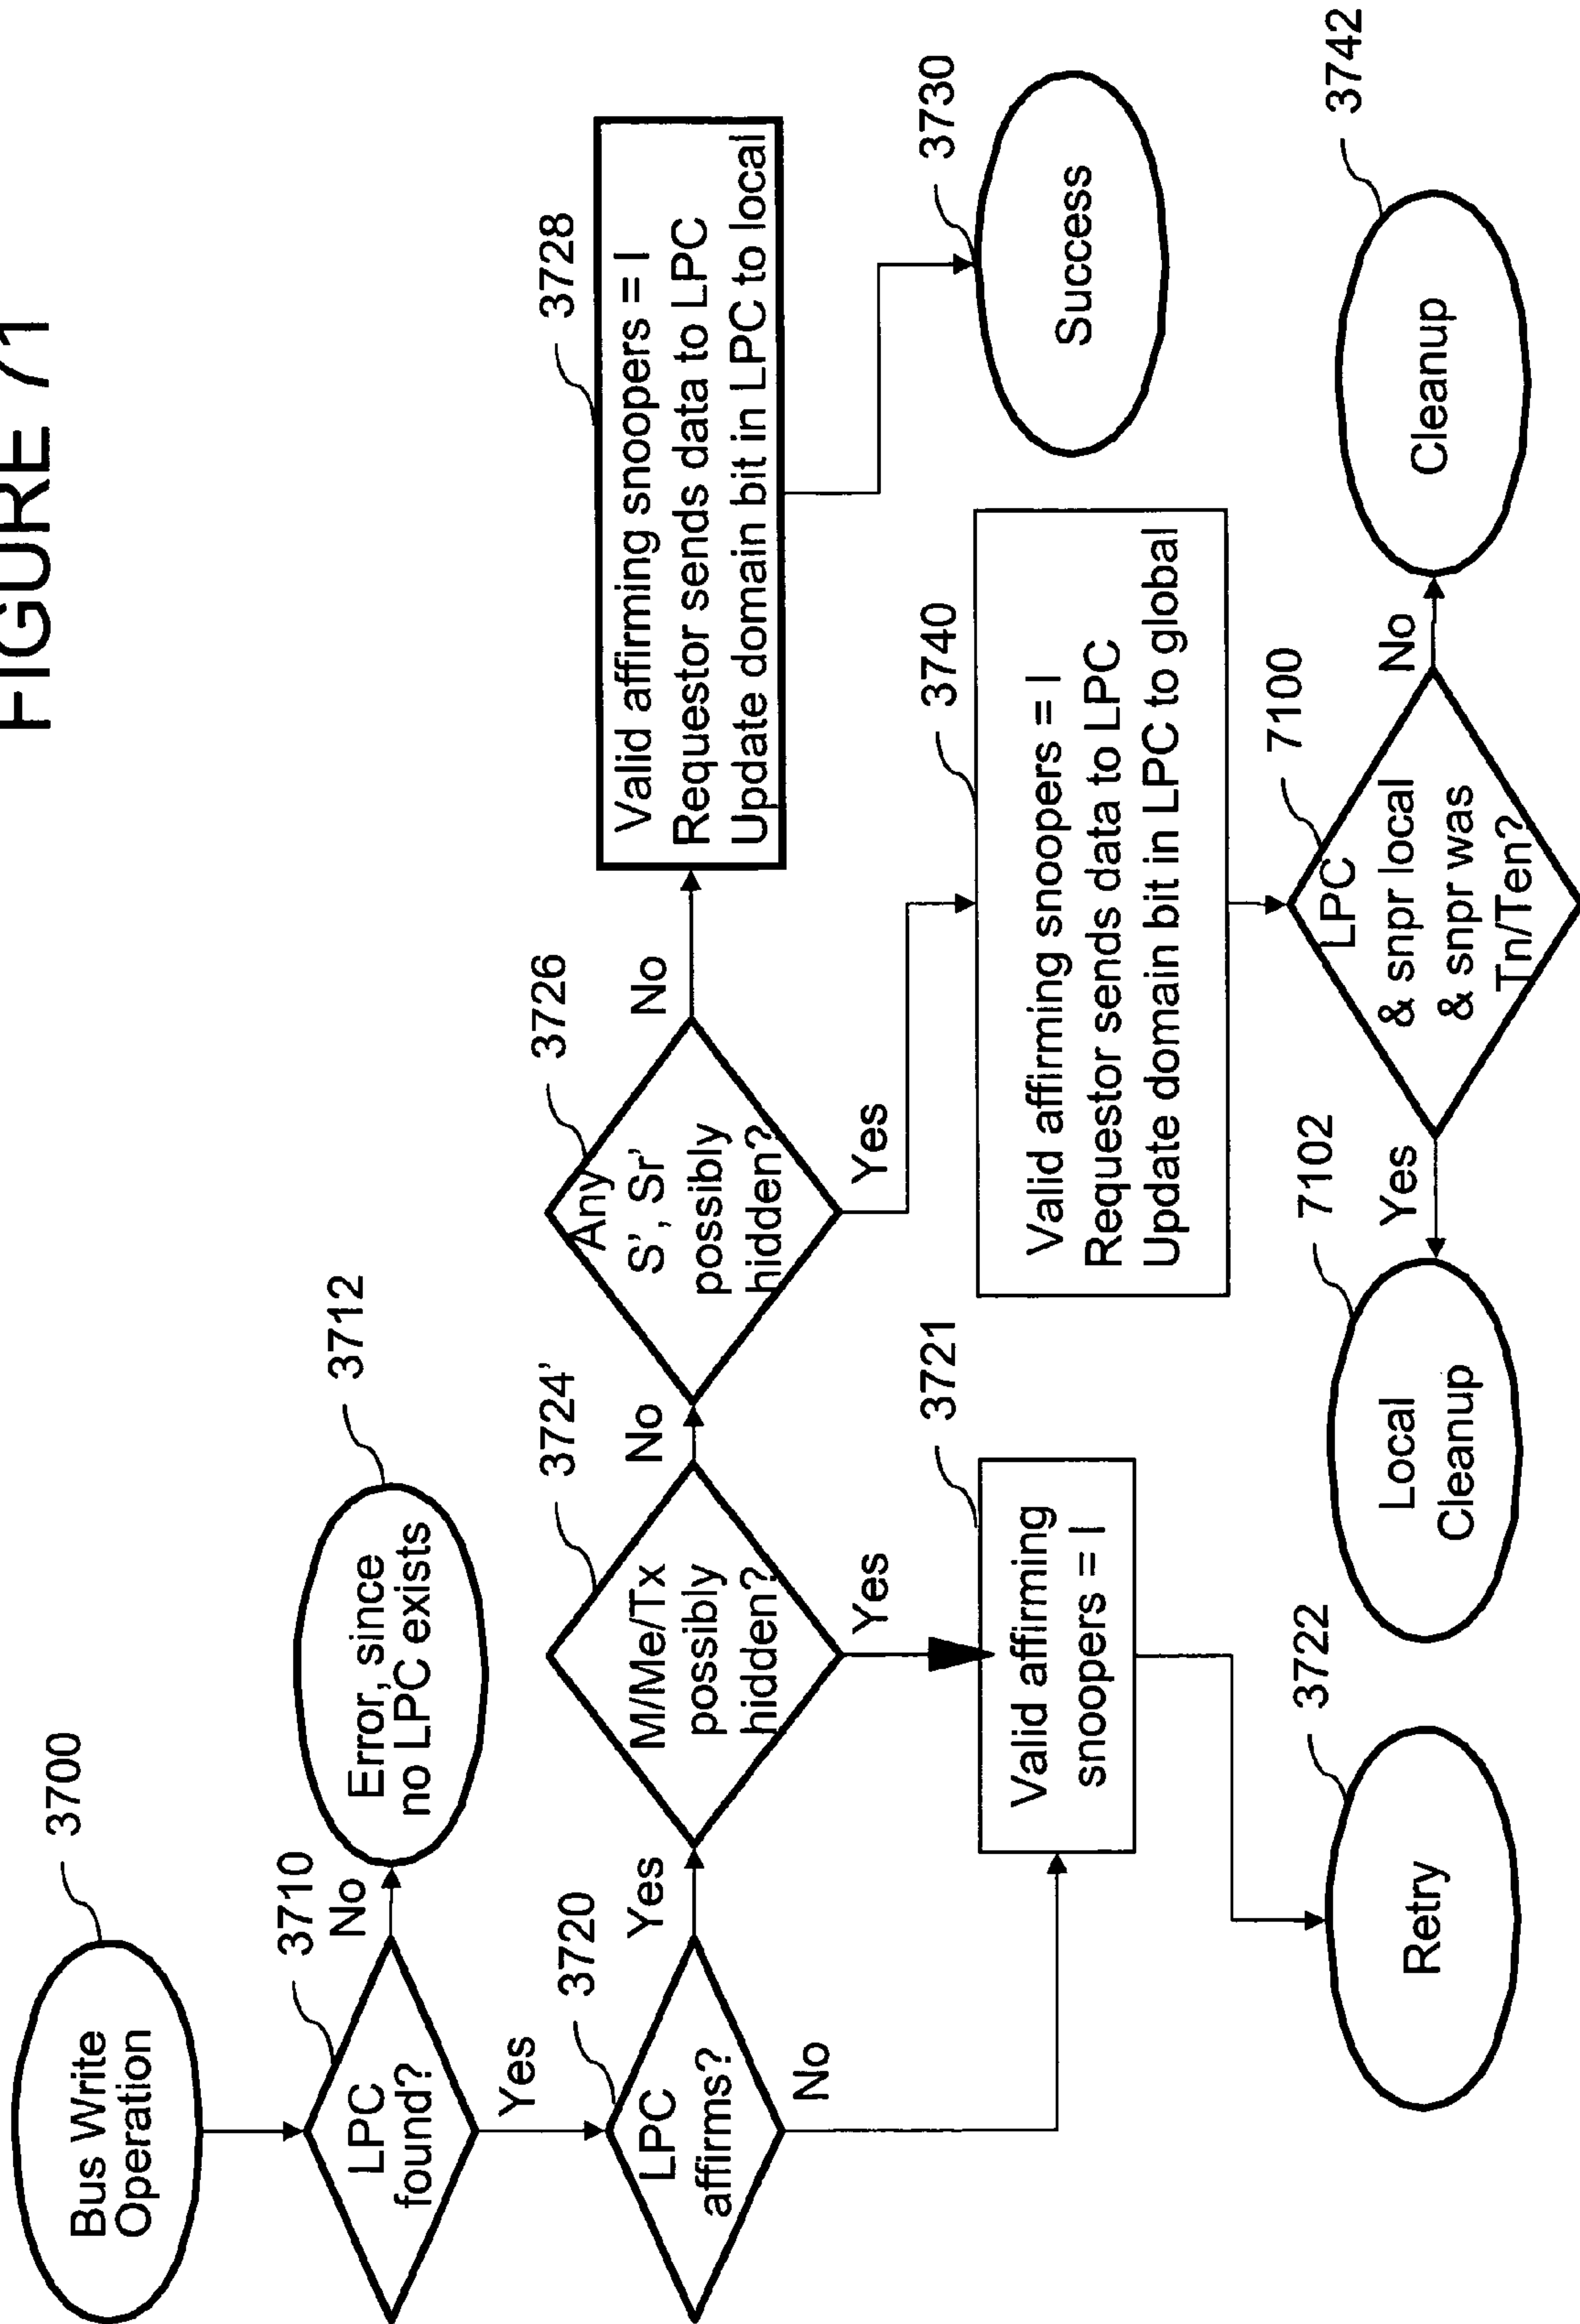 FIGURE 71
3700
Bus Write
Operation
3710
LPC
found?
No
3712
Error, since
no LPC exists
Yes
3720
LPC
affirms?
Yes
No
3724'
M/Me/Tx
possibly
hidden?
No
Yes
3726
Any
S', Sr'
possibly
hidden?
No
Yes
3728
Valid affirming snoopers = I
Requestor sends data to LPC
Update domain bit in LPC to local
3730
Success
3721
Valid affirming
snoopers = I
3722
Retry
3740
Valid affirming snoopers = I
Requestor sends data to LPC
Update domain bit in LPC to global
7100
LPC
& snpr local
& snpr was
Tn/Ten?
Yes
No
7102
Local
Cleanup
3742
Cleanup